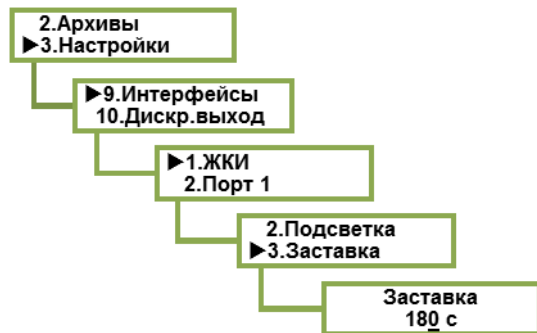 2.Архивы
▶3.Настройки
▶9.Интерфейсы
10.Дискр.выход
▶1.ЖКИ
2.Порт 1
2.Подсветка
▶3.Заставка
Заставка
180 с